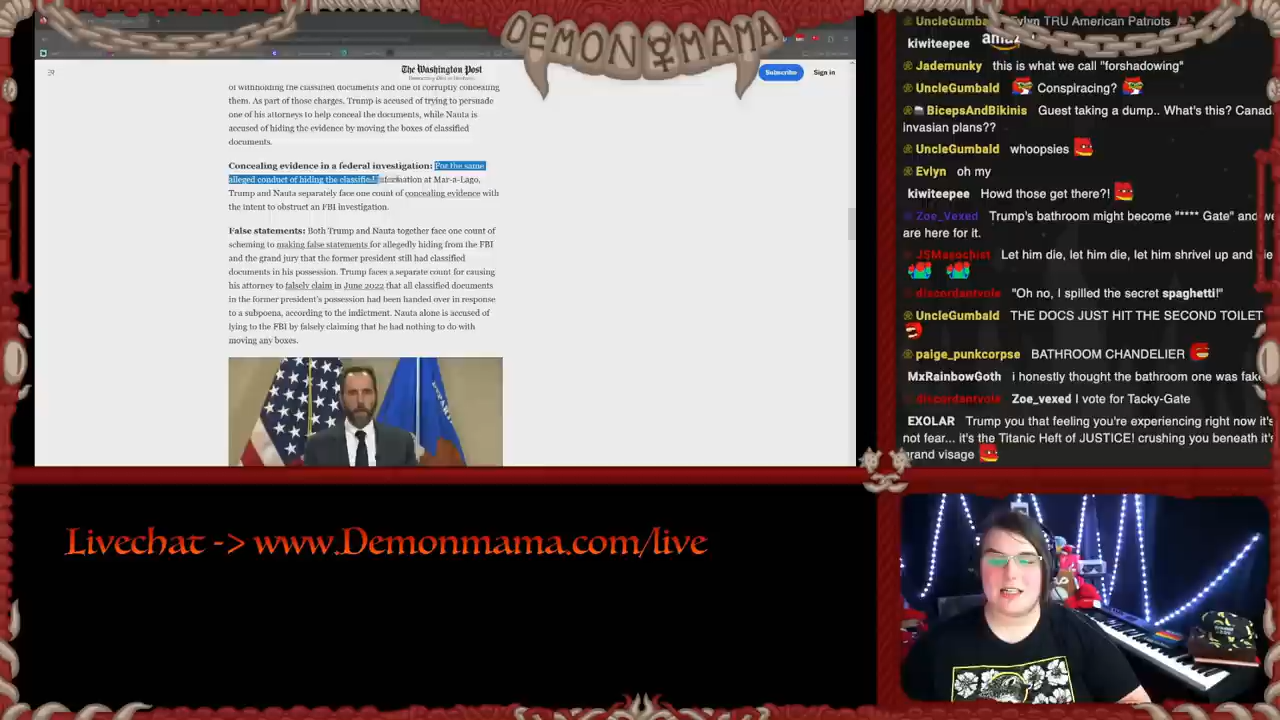 DEMON MAMA
The Washington Post
Democracy Dies in Darkness
Subscribe
Sign in
of withholding the classified documents and one of corruptly concealing
them. As part of those charges, Trump is accused of trying to persuade
one of his attorneys to help conceal the documents, while Nauta is
accused of hiding the evidence by moving the boxes of classified
documents.
Concealing evidence in a federal investigation: For the same
alleged conduct of hiding the classified information at Mar-a-Lago,
Trump and Nauta separately face one count of concealing evidence with
the intent to obstruct an FBI investigation.
False statements: Both Trump and Nauta together face one count of
scheming to making false statements for allegedly hiding from the FBI
and the grand jury that the former president still had classified
documents in his possession. Trump faces a separate count for causing
his attorney to falsely claim in June 2022 that all classified documents
in the former president's possession had been handed over in response
to a subpoena, according to the indictment. Nauta alone is accused of
lying to the FBI by falsely claiming that he had nothing to do with
moving any boxes.
UncleGumbald Evlyn TRU American Patriots
kiwiteepee
Jademunky this is what we call "foreshadowing"
UncleGumbald Conspiracing?
BicepsAndBikinis Guest taking a dump.. What's this? Canad
invasian plans??
UncleGumbald whoopsies
Evlyn oh my
kiwiteepee Howd those get there?!
Zoe_Vexed Trump's bathroom might become "***** Gate" and we
are here for it.
JSMasochist Let him die, let him die, let him shrivel up and
discordantvole "Oh no, I spilled the secret spaghetti!"
UncleGumbald THE DOCS JUST HIT THE SECOND TOILET
paige_punkcorpse BATHROOM CHANDELIER
MxRainbowGoth i honestly thought the bathroom one was fake
discordantvole Zoe_vexed I vote for Tacky-Gate
EXOLAR Trump you that feeling you're experiencing right now it's
not fear... it's the Titanic Heft of JUSTICE! crushing you beneath it's
grand visage
Livechat -> www.Demonmama.com/live